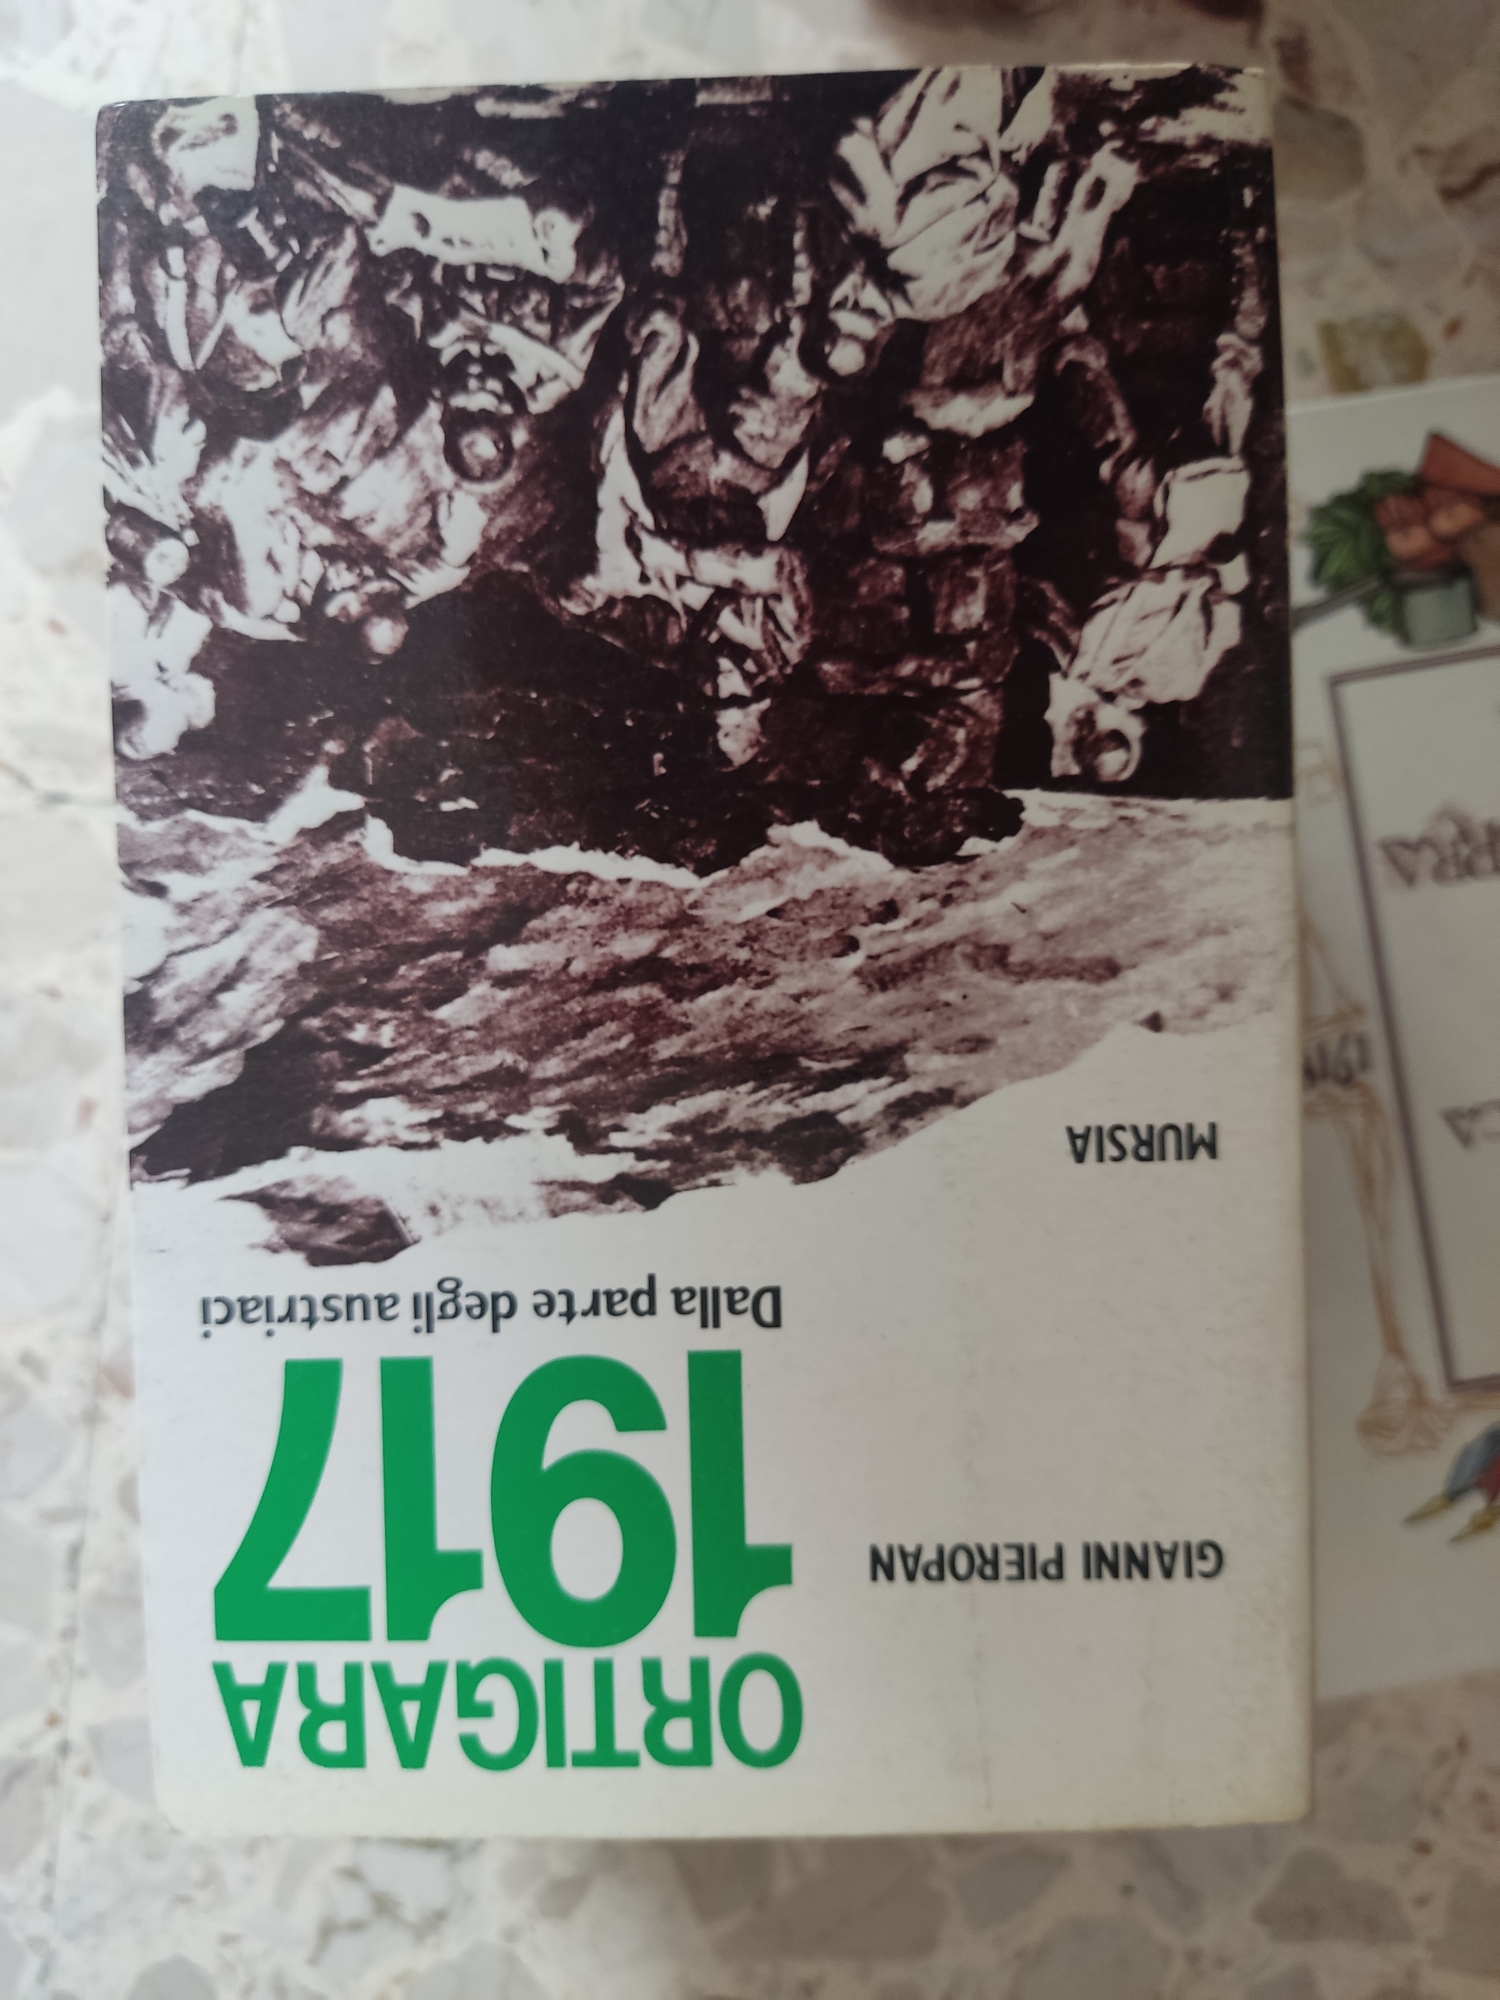 ORTIGARA
1917
Dalla parte degli austriaci
GIANNI PIEROPAN
MURSIA